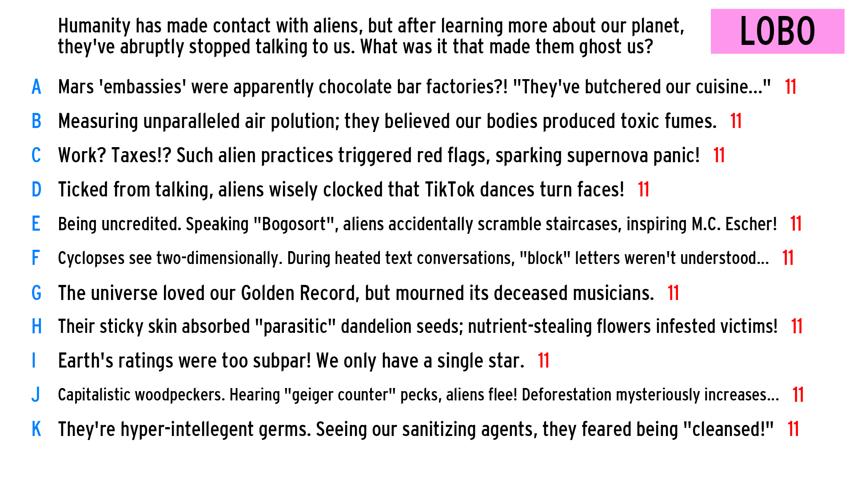 Humanity has made contact with aliens, but after learning more about our planet,
they've abruptly stopped talking to us. What was it that made them ghost us?
LOBO
A Mars 'embassies' were apparently chocolate bar factories?! "They've butchered our cuisine..." 11
B Measuring unparalleled air polution; they believed our bodies produced toxic fumes. 11
C Work? Taxes!? Such alien practices triggered red flags, sparking supernova panic! 11
D Ticked from talking, aliens wisely clocked that TikTok dances turn faces! 11
E Being uncredited. Speaking "Bogosort", aliens accidentally scramble staircases, inspiring M.C. Escher! 11
F Cyclopses see two-dimensionally. During heated text conversations, "block" letters weren't understood... 11
G The universe loved our Golden Record, but mourned its deceased musicians. 11
H Their sticky skin absorbed "parasitic" dandelion seeds; nutrient-stealing flowers infested victims! 11
I Earth's ratings were too subpar! We only have a single star. 11
J Capitalistic woodpeckers. Hearing "geiger counter" pecks, aliens flee! Deforestation mysteriously increases... 11
K They're hyper-intellegent germs. Seeing our sanitizing agents, they feared being "cleansed!" 11